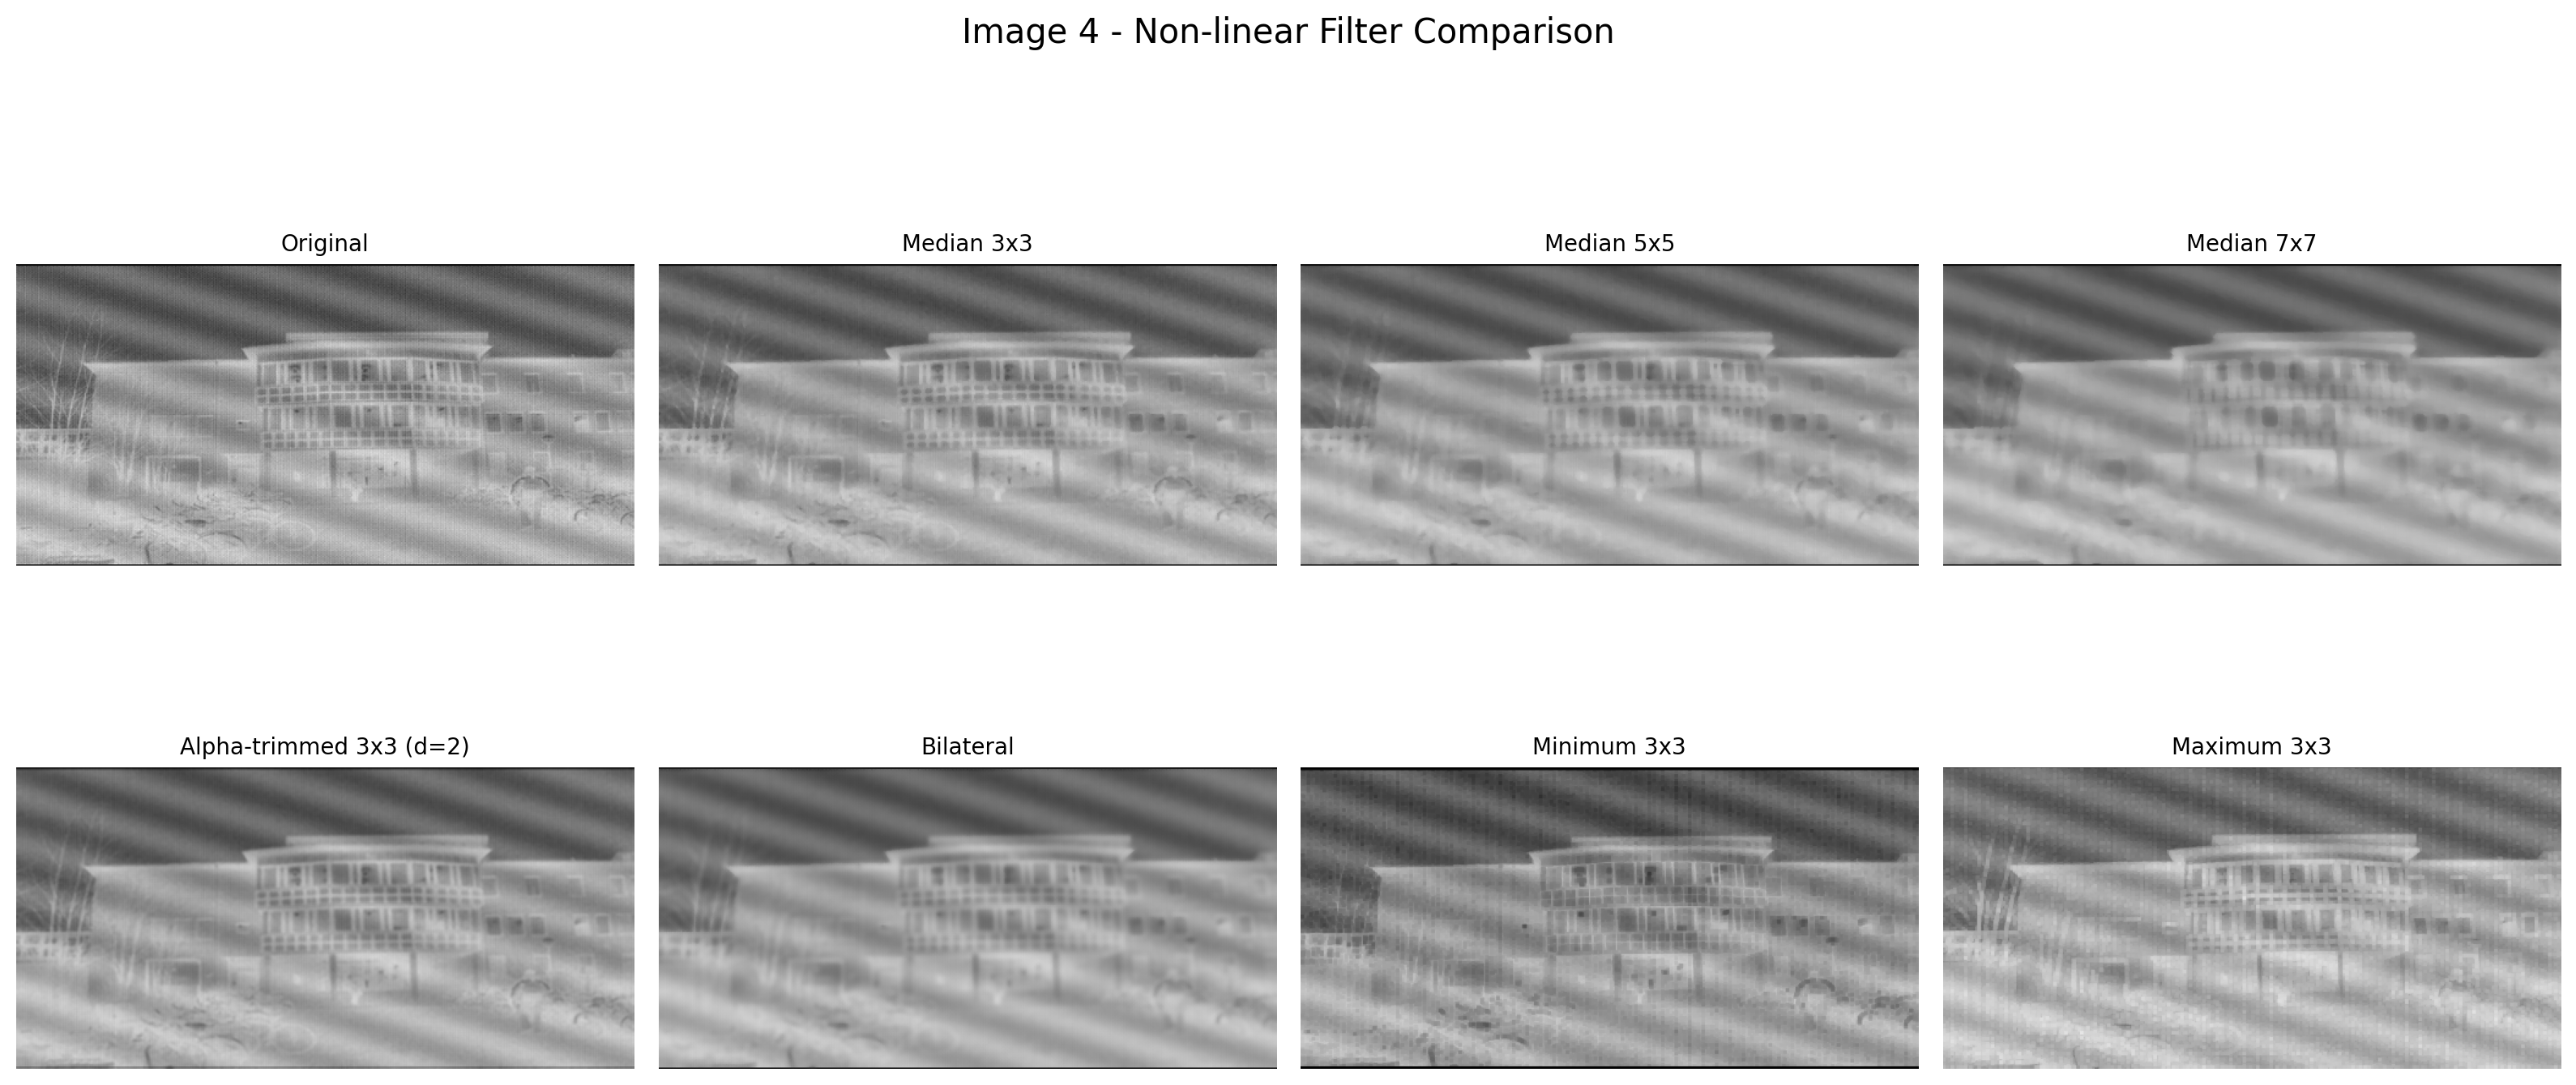 Image 4 - Non-linear Filter Comparison
Original
Median 3x3
Median 5x5
Median 7x7
Alpha-trimmed 3x3 (d=2)
Bilateral
Minimum 3x3
Maximum 3x3